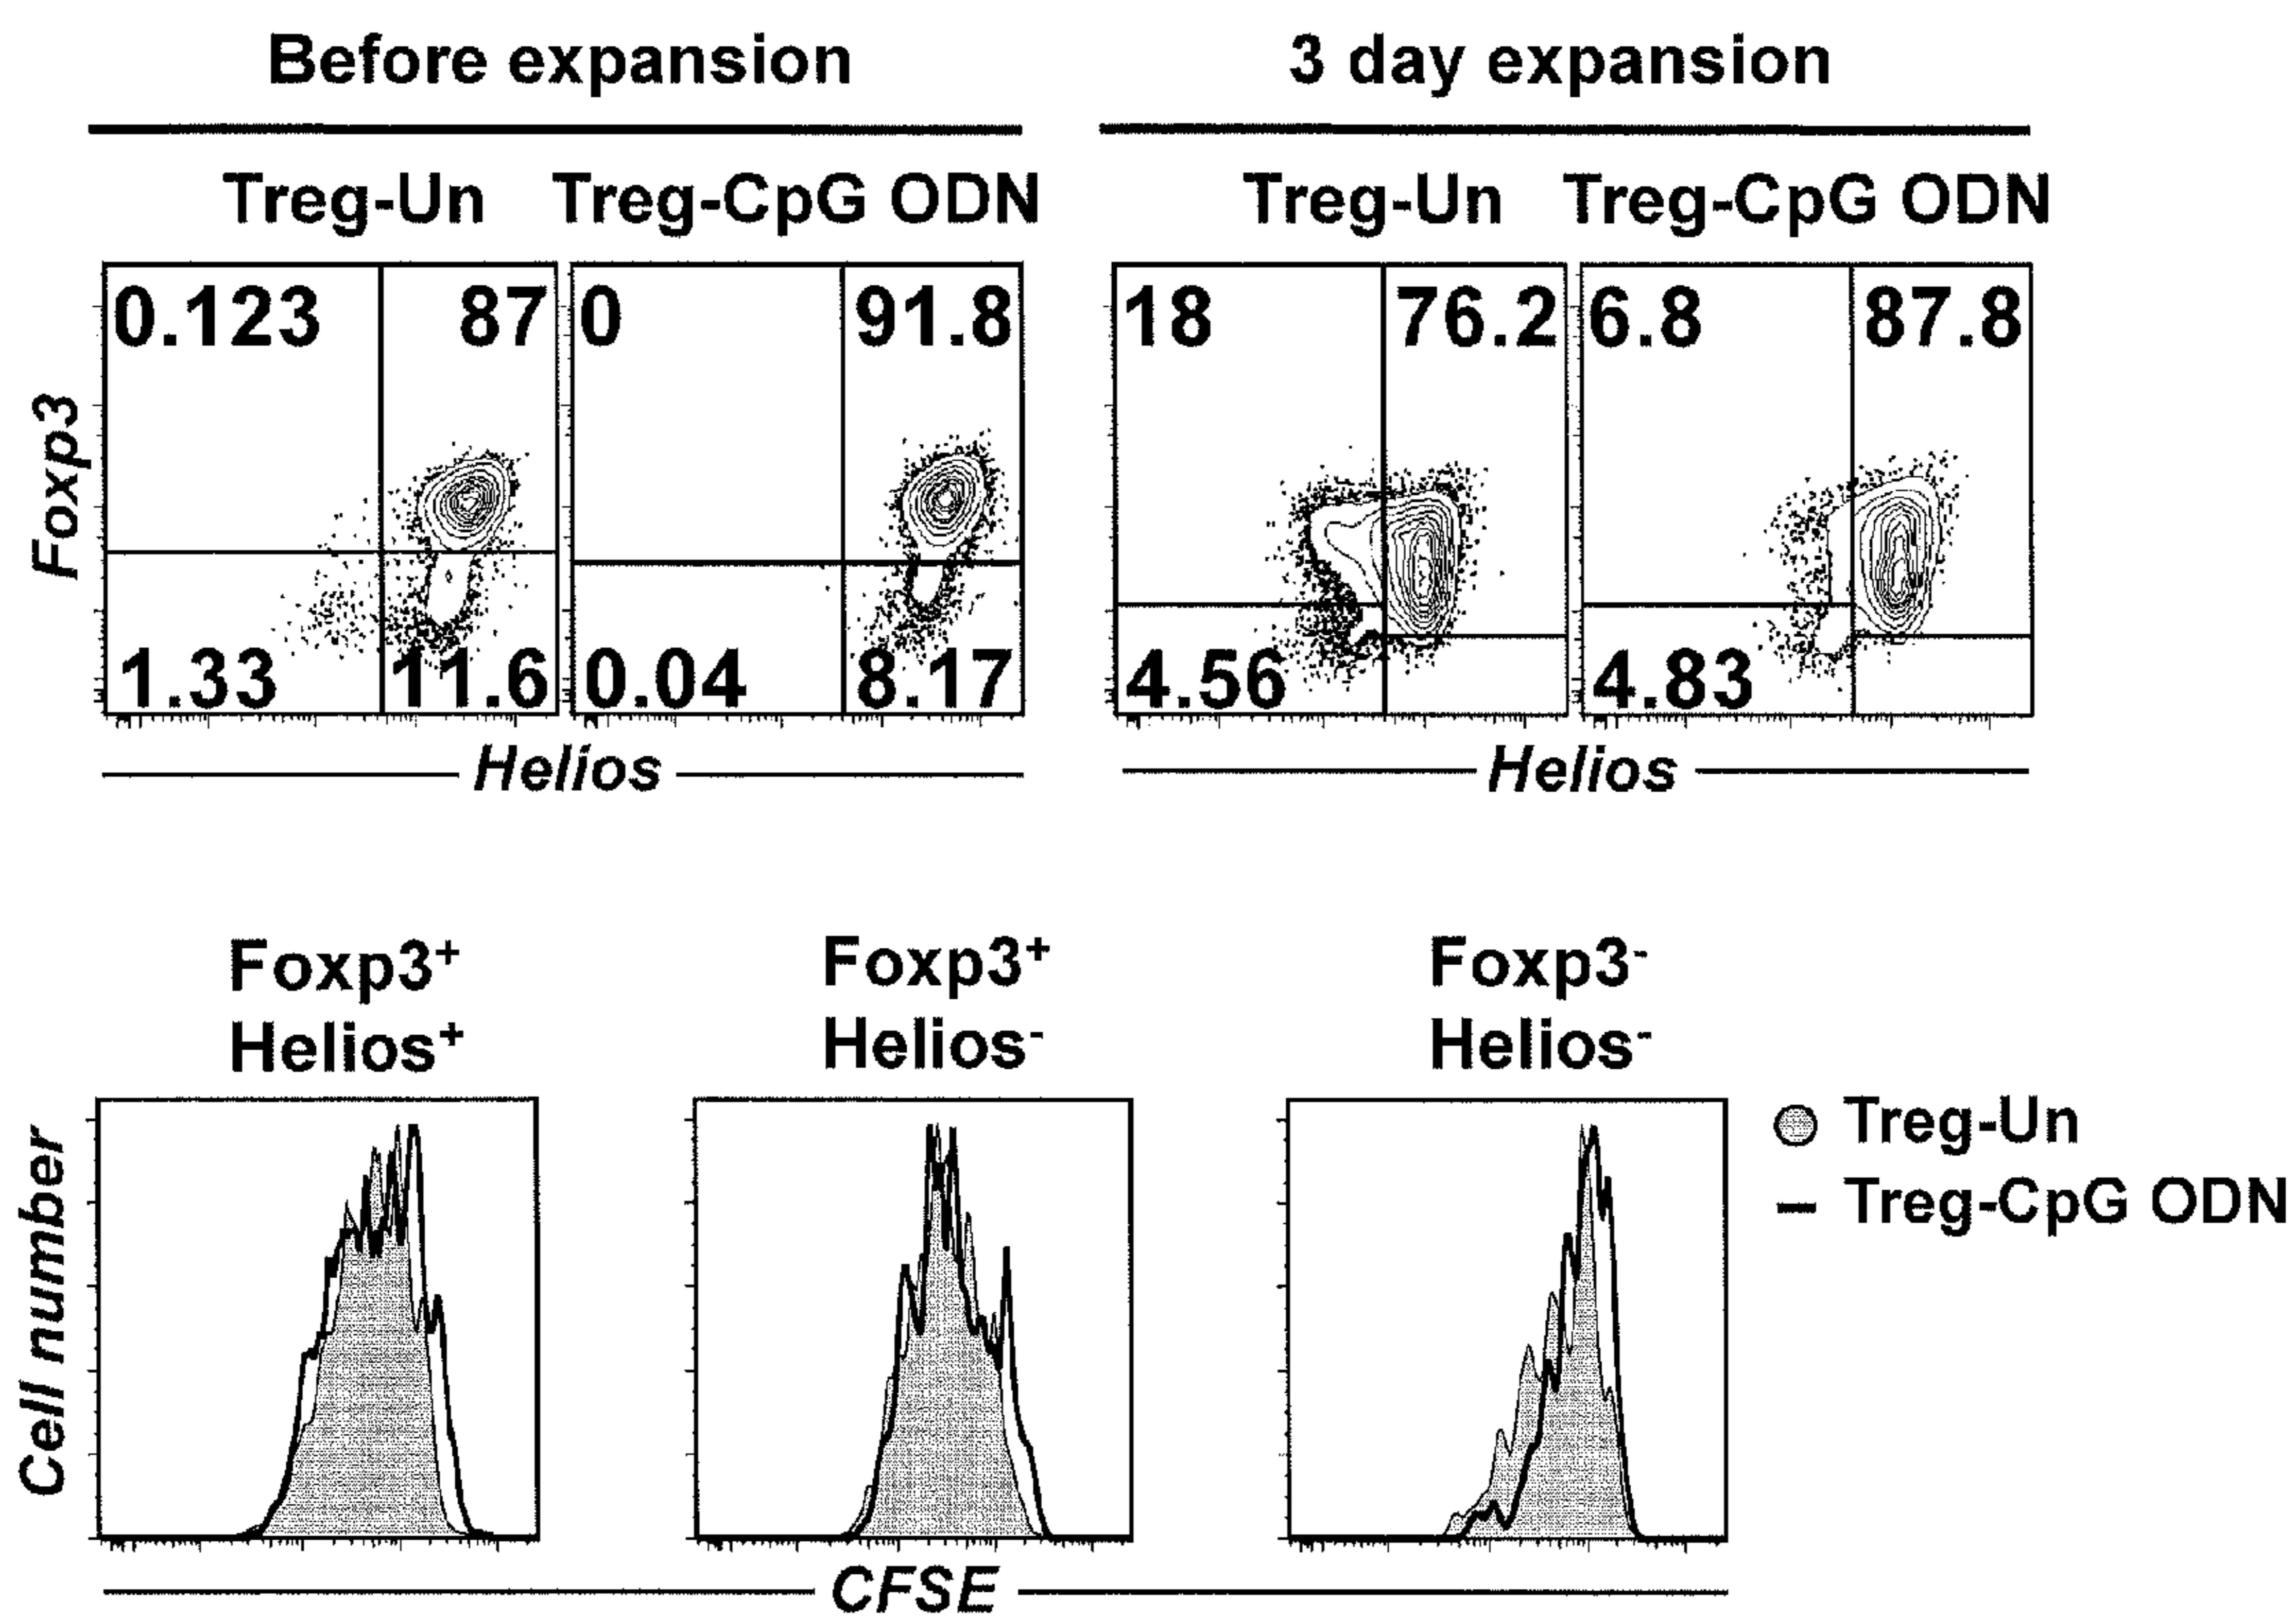 Before expansion
3 day expansion
Treg-Un
Treg-CpG ODN
Treg-Un
Treg-CpG ODN
Foxp3
0.123
87
0
91.8
18
76.2
6.8
87.8
1.33
11.6
0.04
8.17
4.56
4.83
Helios
Helios
Foxp3+
Helios+
Foxp3+
Helios-
Foxp3-
Helios-
Cell number
Treg-Un
Treg-CpG ODN
CFSE